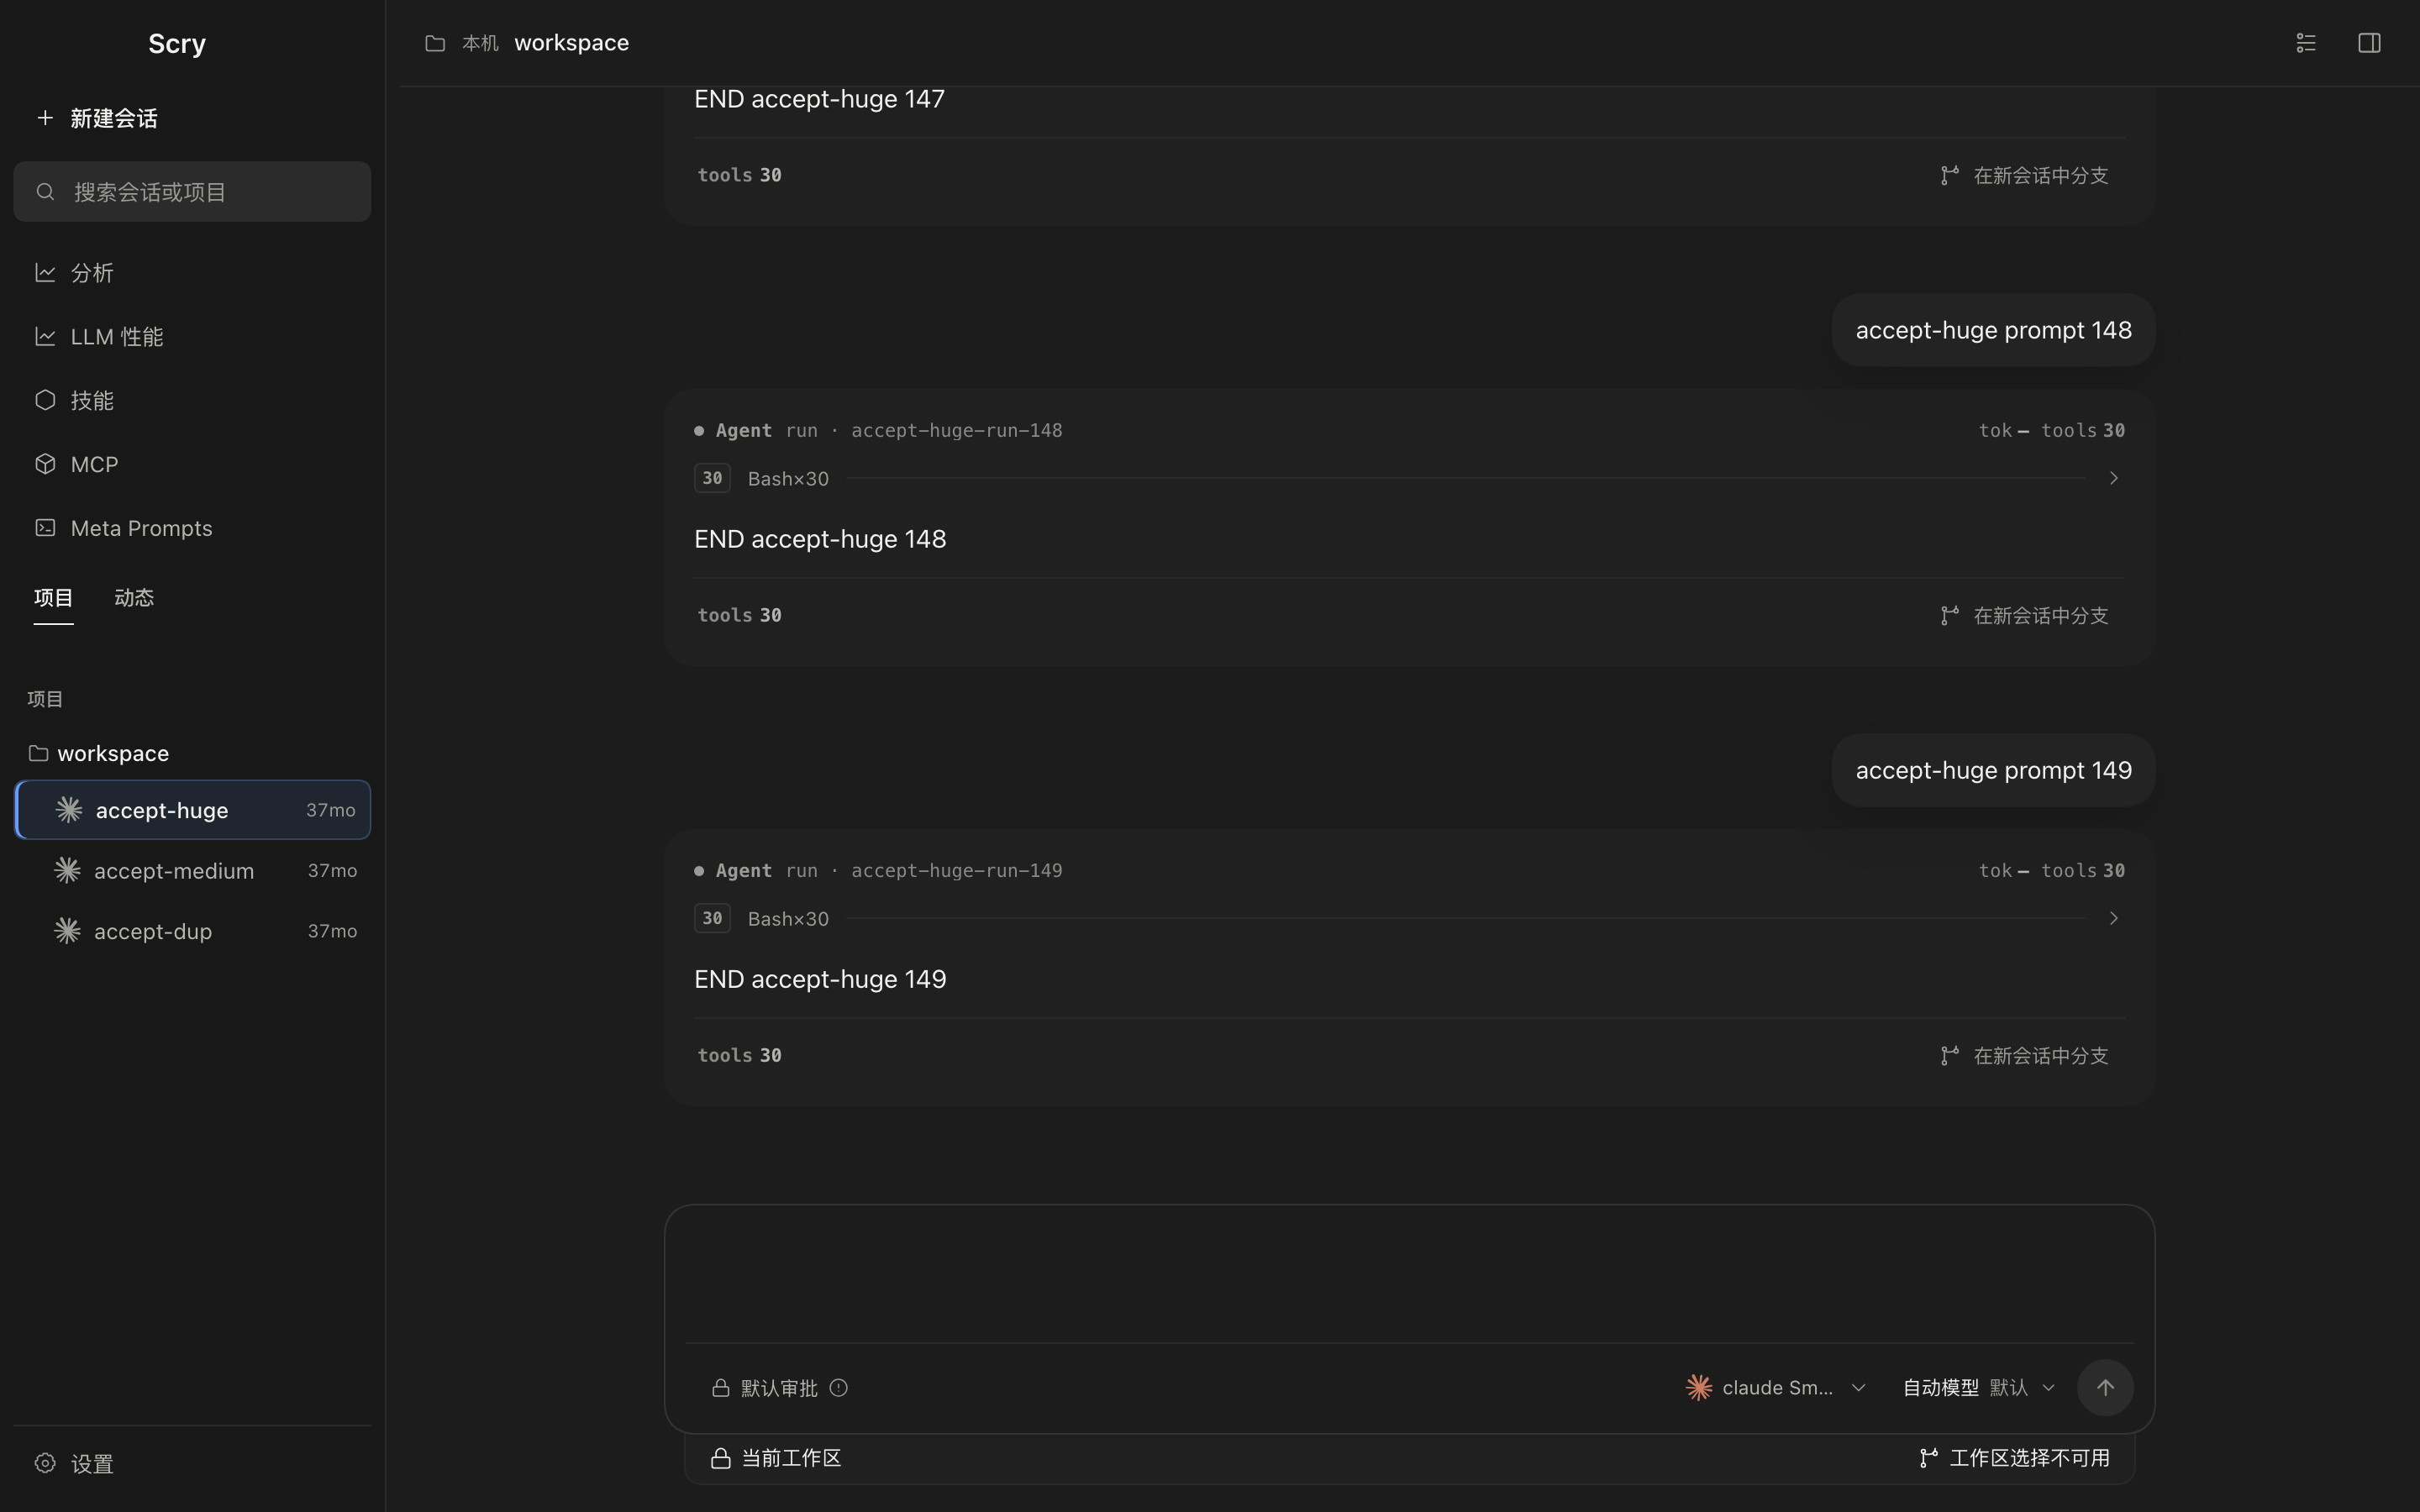 Scry
新建会话
搜索会话或项目
分析
LLM 性能
技能
MCP
Meta Prompts
项目 动态
项目
workspace
accept-huge 37mo
accept-medium 37mo
accept-dup 37mo
设置
本机 workspace
END accept-huge 147
tools 30 在新会话中分支
accept-huge prompt 148
Agent run · accept-huge-run-148 tok — tools 30
30 Bash×30
END accept-huge 148
tools 30 在新会话中分支
accept-huge prompt 149
Agent run · accept-huge-run-149 tok — tools 30
30 Bash×30
END accept-huge 149
tools 30 在新会话中分支
默认审批 claude Sm... 自动模型 默认
当前工作区 工作区选择不可用